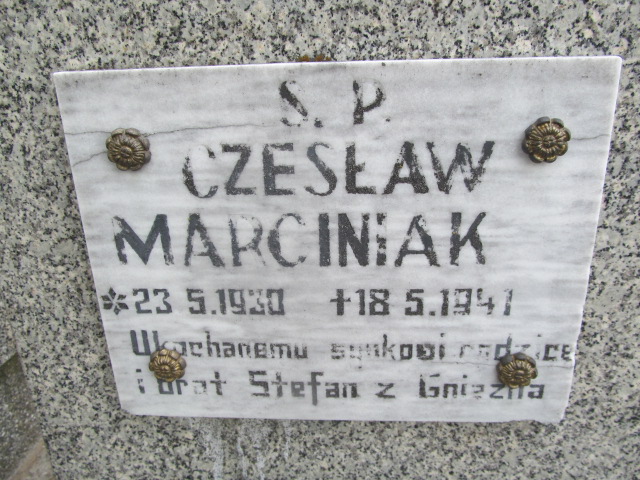 Ś. P.
CZESŁAW
MARCINIAK
* 23 5.1930 +18 5.1941
Ukochanemu synkowi rodzice
i brat Stefan z Gniezna